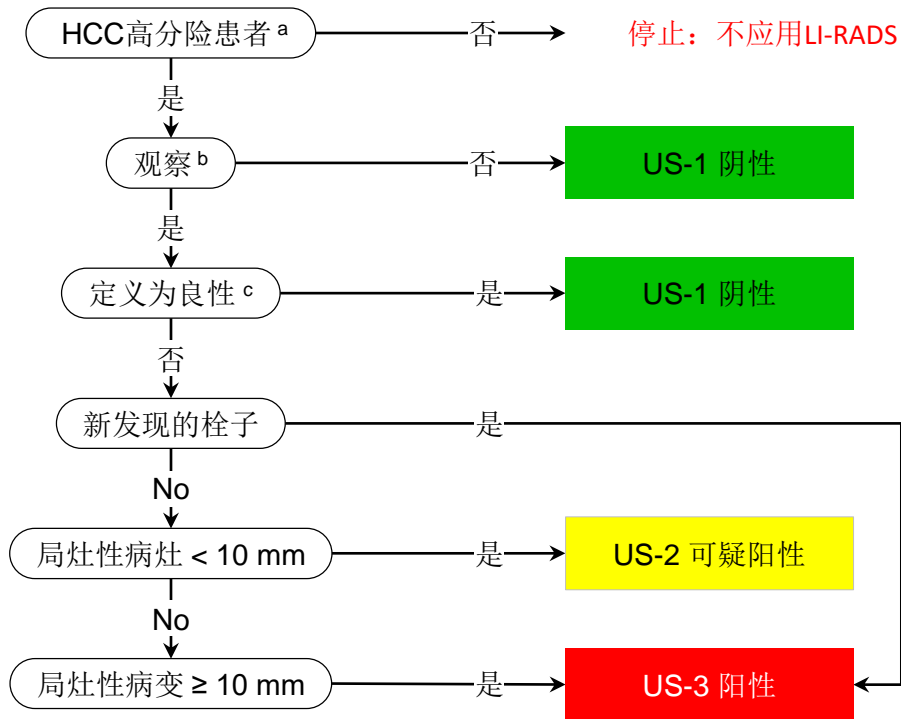 HCC高分险患者 a
否
停止：不应用LI-RADS
是
观察 b
否
US-1 阴性
是
定义为良性 c
是
US-1 阴性
否
新发现的栓子
是
No
局灶性病灶 < 10 mm
是
US-2 可疑阳性
No
局灶性病变 ≥ 10 mm
是
US-3 阳性